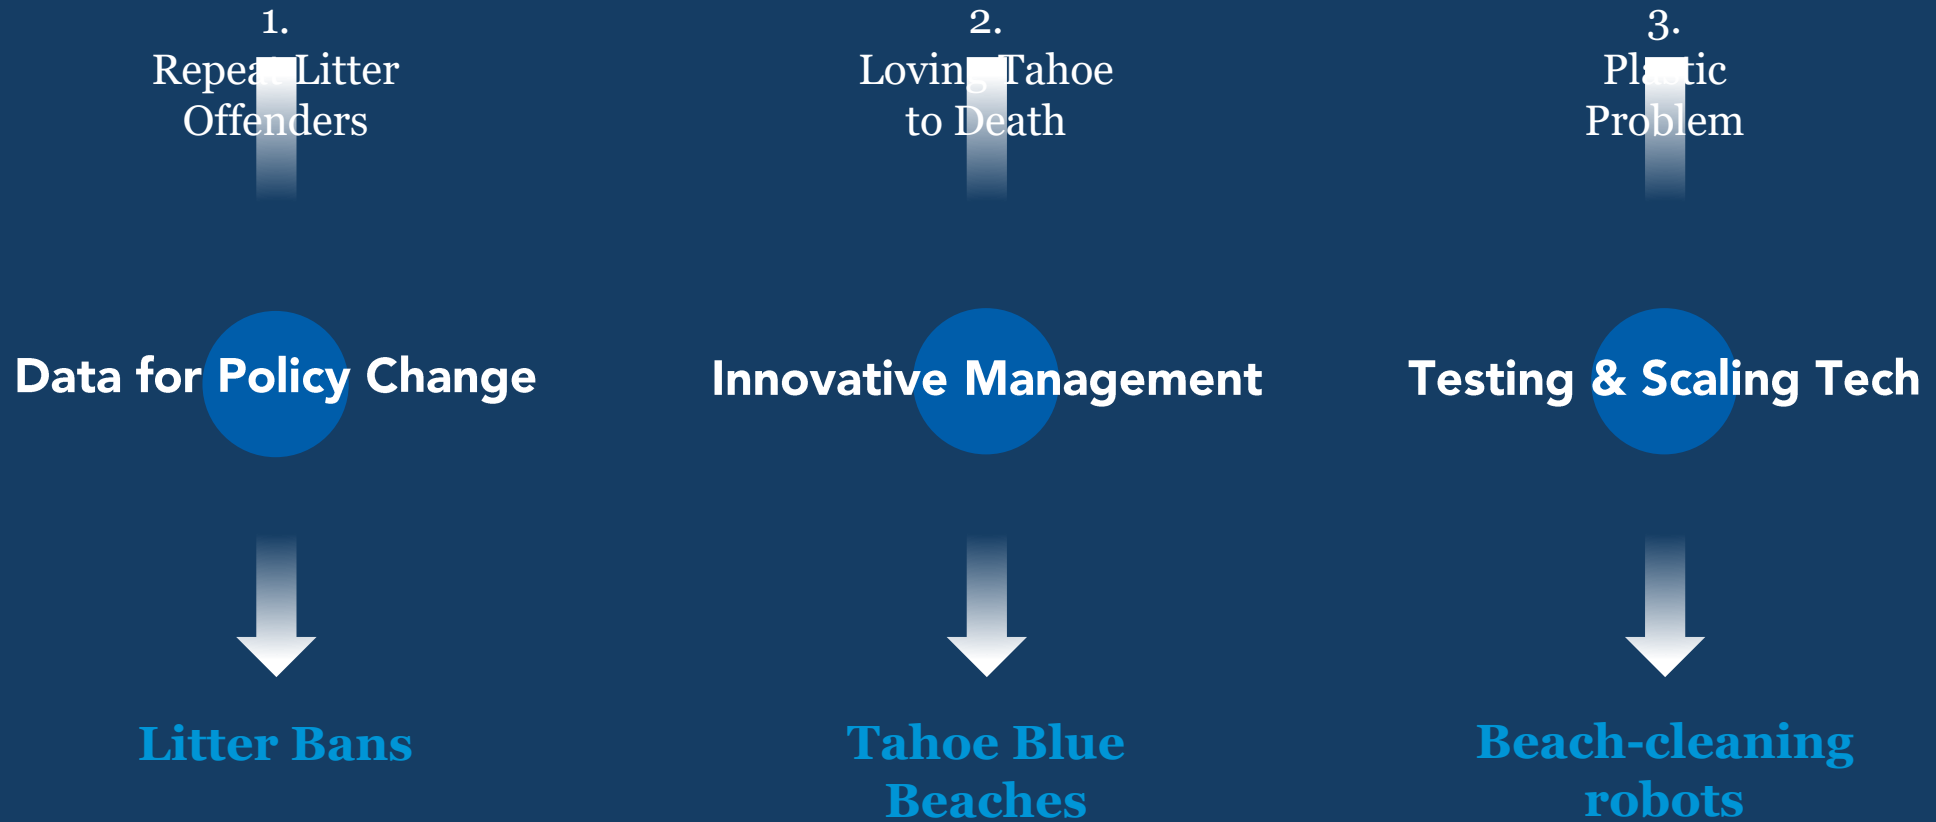 1.
Repeat Litter
Offenders
2.
Loving Tahoe
to Death
3.
Plastic
Problem
Data for Policy Change
Innovative Management
Testing & Scaling Tech
Litter Bans
Tahoe Blue
Beaches
Beach-cleaning
robots